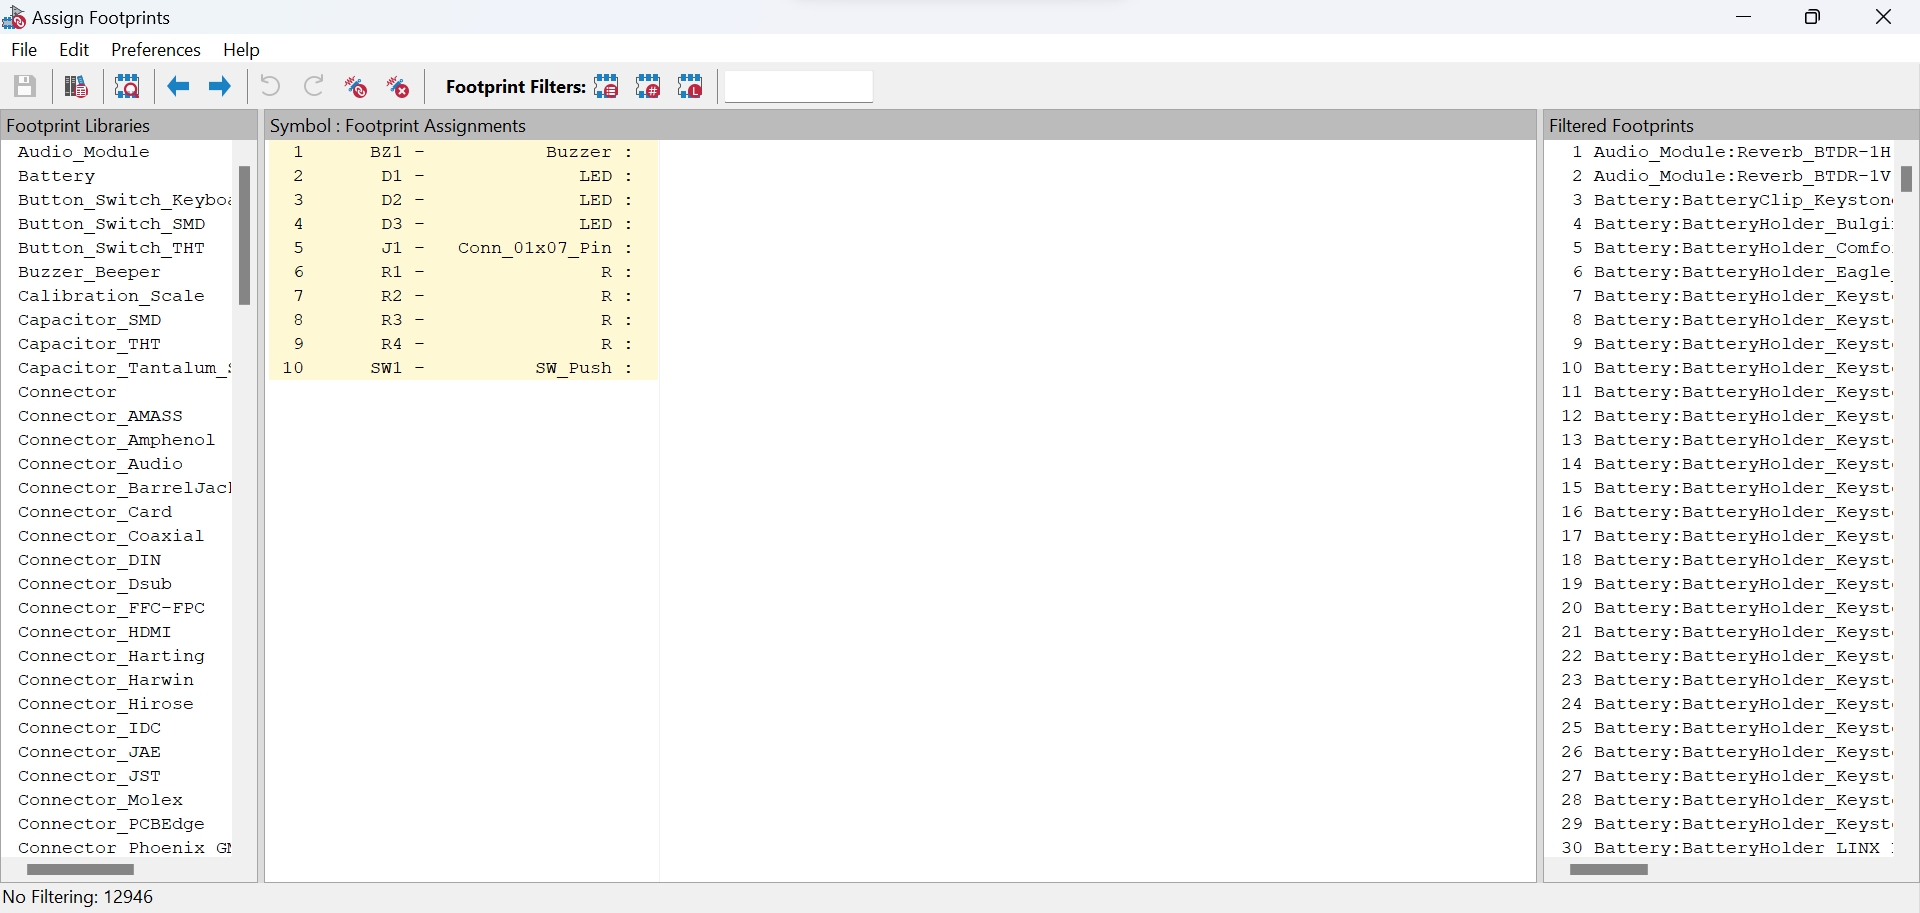 Assign Footprints
File Edit Preferences Help
Footprint Filters:
Footprint Libraries
Audio_Module
Battery
Button_Switch_Keyboa
Button_Switch_SMD
Button_Switch_THT
Buzzer_Beeper
Calibration_Scale
Capacitor_SMD
Capacitor_THT
Capacitor_Tantalum_S
Connector
Connector_AMASS
Connector_Amphenol
Connector_Audio
Connector_BarrelJack
Connector_Card
Connector_Coaxial
Connector_DIN
Connector_Dsub
Connector_FFC-FPC
Connector_HDMI
Connector_Harting
Connector_Harwin
Connector_Hirose
Connector_IDC
Connector_JAE
Connector_JST
Connector_Molex
Connector_PCBEdge
Connector_Phoenix_GM
Symbol : Footprint Assignments
1 BZ1 - Buzzer :
2 D1 - LED :
3 D2 - LED :
4 D3 - LED :
5 J1 - Conn_01x07_Pin :
6 R1 - R :
7 R2 - R :
8 R3 - R :
9 R4 - R :
10 SW1 - SW_Push :
Filtered Footprints
1 Audio_Module:Reverb_BTDR-1H
2 Audio_Module:Reverb_BTDR-1V
3 Battery:BatteryClip_Keyston
4 Battery:BatteryHolder_Bulgi
5 Battery:BatteryHolder_Comfo
6 Battery:BatteryHolder_Eagle_
7 Battery:BatteryHolder_Keyst
8 Battery:BatteryHolder_Keyst
9 Battery:BatteryHolder_Keyst
10 Battery:BatteryHolder_Keyst
11 Battery:BatteryHolder_Keyst
12 Battery:BatteryHolder_Keyst
13 Battery:BatteryHolder_Keyst
14 Battery:BatteryHolder_Keyst
15 Battery:BatteryHolder_Keyst
16 Battery:BatteryHolder_Keyst
17 Battery:BatteryHolder_Keyst
18 Battery:BatteryHolder_Keyst
19 Battery:BatteryHolder_Keyst
20 Battery:BatteryHolder_Keyst
21 Battery:BatteryHolder_Keyst
22 Battery:BatteryHolder_Keyst
23 Battery:BatteryHolder_Keyst
24 Battery:BatteryHolder_Keyst
25 Battery:BatteryHolder_Keyst
26 Battery:BatteryHolder_Keyst
27 Battery:BatteryHolder_Keyst
28 Battery:BatteryHolder_Keyst
29 Battery:BatteryHolder_Keyst
30 Battery:BatteryHolder_LINX
No Filtering: 12946